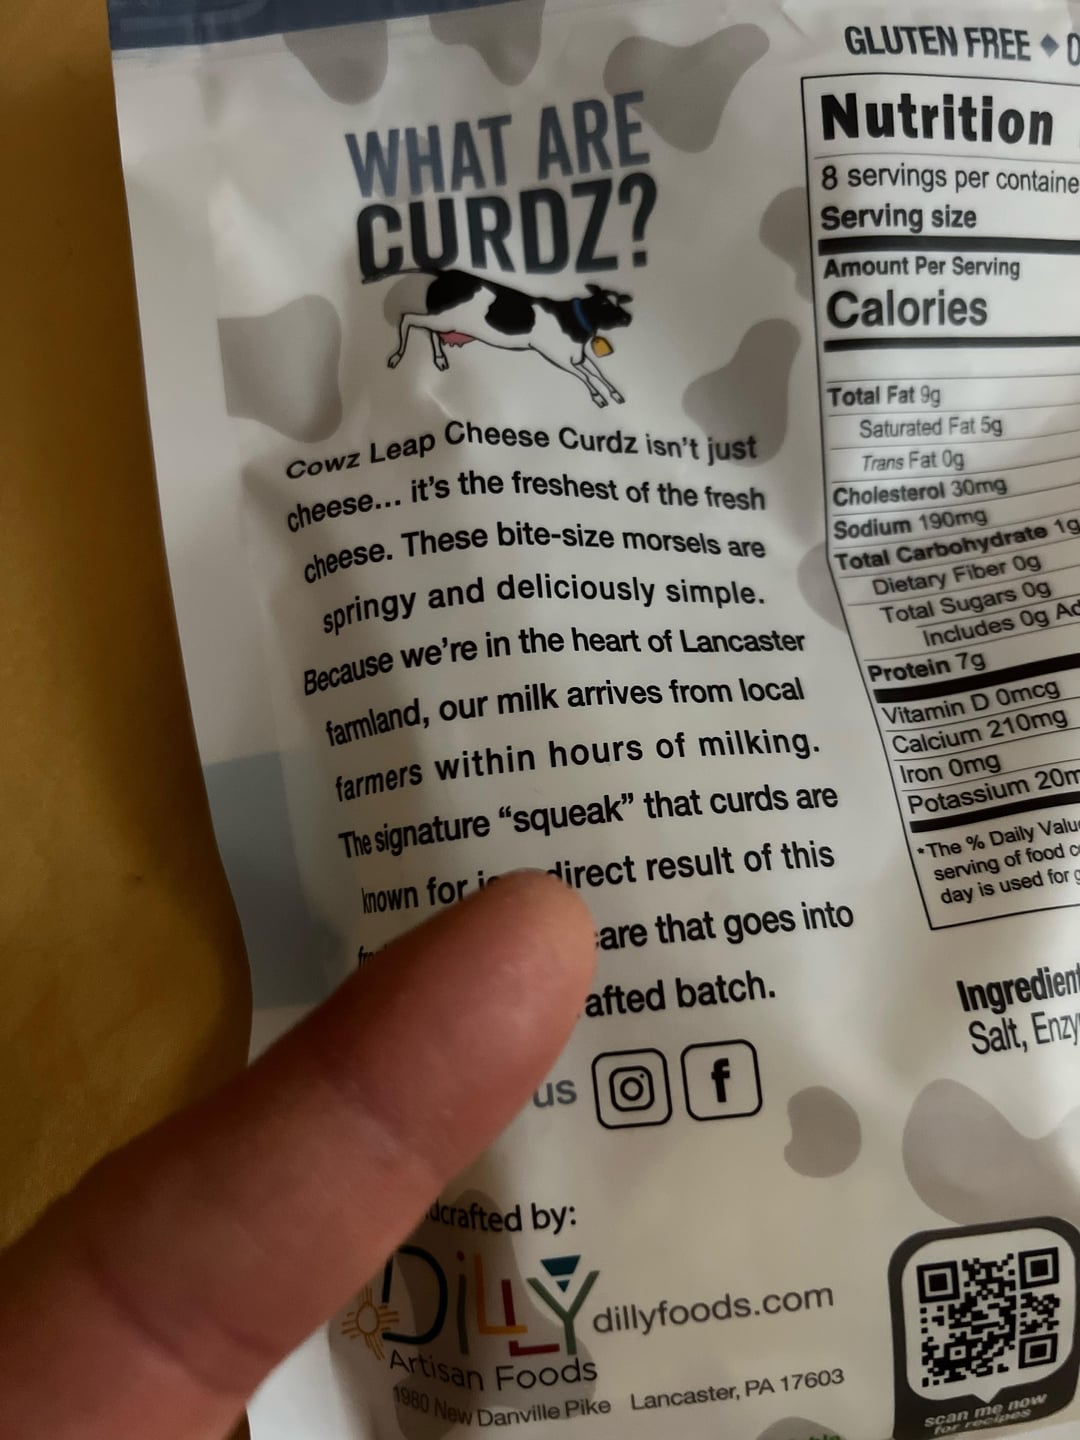 GLUTEN FREE ◆
WHAT ARE
CURDZ?
Cowz Leap Cheese Curdz isn't just
cheese... it's the freshest of the fresh
cheese. These bite-size morsels are
springy and deliciously simple.
Because we're in the heart of Lancaster
farmland, our milk arrives from local
farmers within hours of milking.
The signature "squeak" that curds are
known for direct result of this
that goes into
batch.
us
f
by:
DiLLY
Artisan Foods
dillyfoods.com
1980 New Danville Pike Lancaster, PA 17603
Nutrition
8 servings per
Serving size
Amount Per Serving
Calories
Total Fat 9g
Saturated Fat 5g
Trans Fat 0g
Cholesterol 30mg
Sodium 190mg
Total Carbohydrate 1g
Dietary Fiber 0g
Total Sugars 0g
Includes 0g
Protein 7g
Vitamin D 0mcg
Calcium 210mg
Iron 0mg
Potassium
*The % Daily
serving of food
day is used for
Salt,
scan me now
for recipes